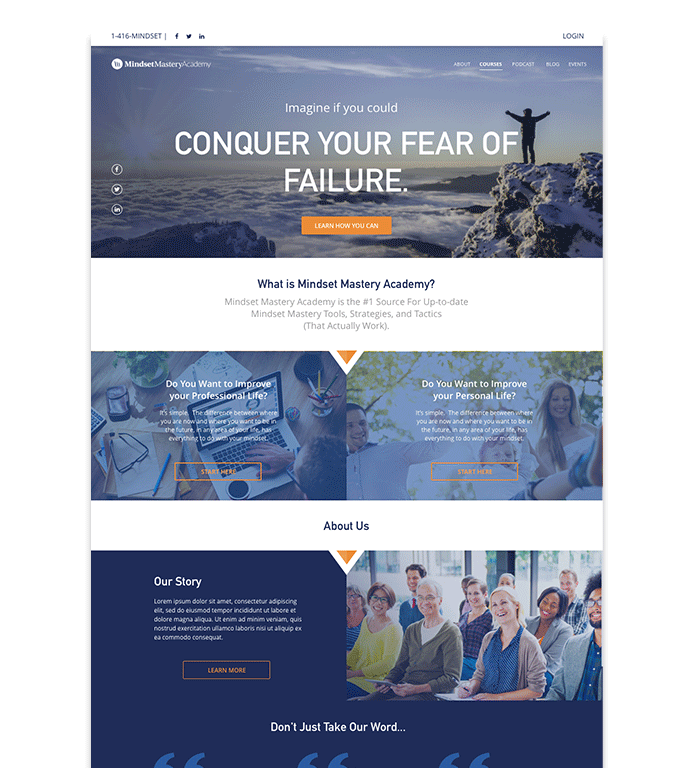 1-416-MINDSET |
LOGIN
m MindsetMasteryAcademy
ABOUT COURSES PODCAST BLOG EVENTS
Imagine if you could
CONQUER YOUR FEAR OF
FAILURE.
LEARN HOW YOU CAN
What is Mindset Mastery Academy?
Mindset Mastery Academy is the #1 Source For Up-to-date
Mindset Mastery Tools, Strategies, and Tactics
(That Actually Work).
Do You Want to Improve
your Professional Life?
It's simple. The difference between where
you are now and where you want to be in
the future, in any area of your life, has
everything to do with your mindset.
START HERE
Do You Want to Improve
your Personal Life?
It's simple. The difference between where
you are now and where you want to be in
the future, in any area of your life, has
everything to do with your mindset.
START HERE
About Us
Our Story
Lorem ipsum dolor sit amet, consectetur adipiscing
elit, sed do eiusmod tempor incididunt ut labore et
dolore magna aliqua. Ut enim ad minim veniam, quis
nostrud exercitation ullamco laboris nisi ut aliquip ex
ea commodo consequat.
LEARN MORE
Don't Just Take Our Word...